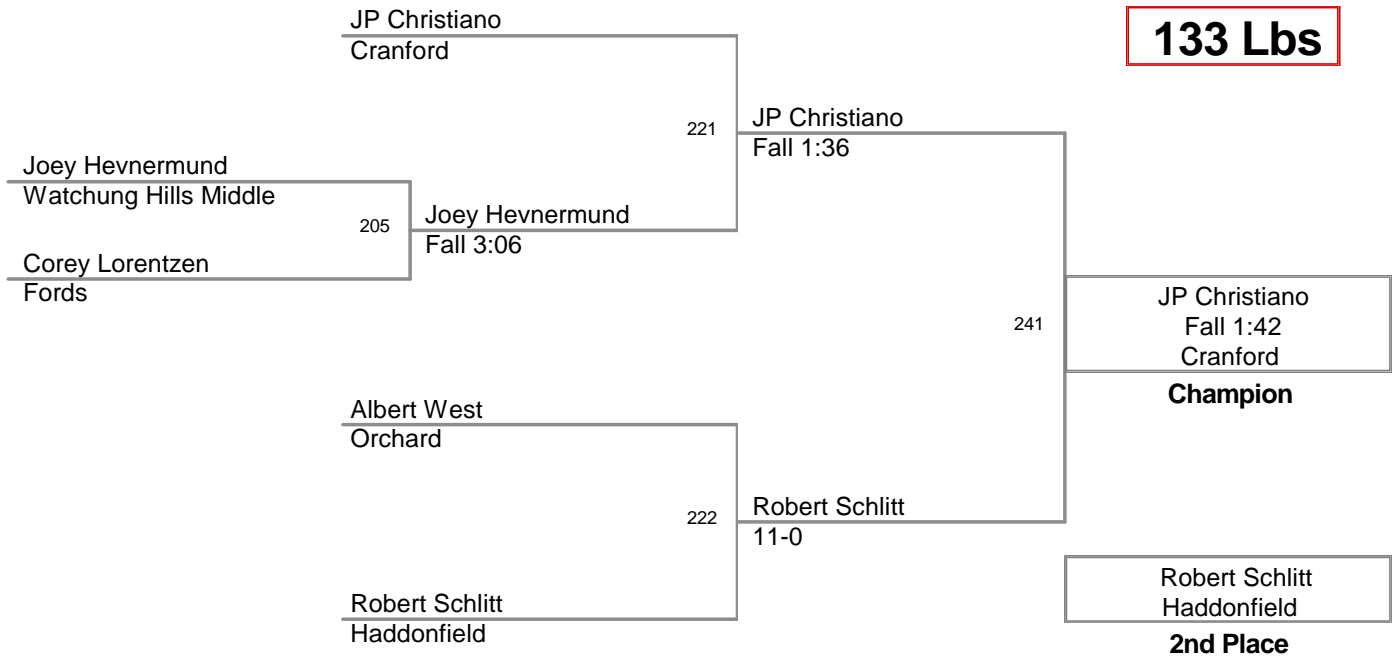 133 Lbs
JP Christiano
Cranford
221
JP Christiano
Fall 1:36
Joey Hevnermund
Watchung Hills Middle
205
Joey Hevnermund
Fall 3:06
Corey Lorentzen
Fords
241
JP Christiano
Fall 1:42
Cranford
Champion
Albert West
Orchard
222
Robert Schlitt
11-0
Robert Schlitt
Haddonfield
Robert Schlitt
Haddonfield
2nd Place